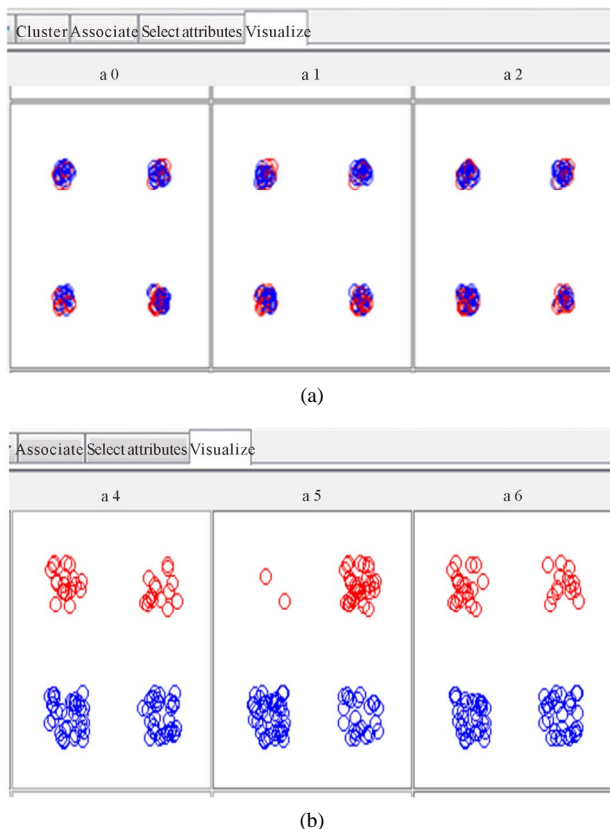 Cluster Associate Select attributes Visualize
a 0 a 1 a 2
(a)
Associate Select attributes Visualize
a 4 a 5 a 6
(b)